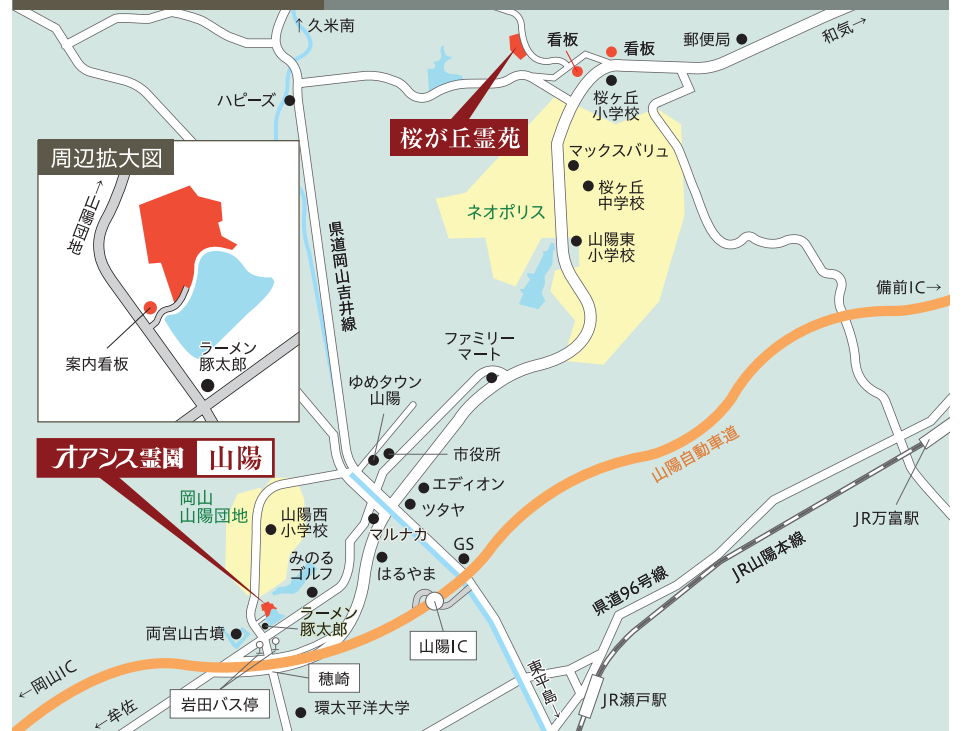 ↑久米南
看板
看板
郵便局
和気→
ハピーズ
桜ヶ丘
小学校
桜が丘霊苑
周辺拡大図
←山陽団地
案内看板
ラーメン
豚太郎
マックスバリュ
桜ヶ丘
中学校
ネオポリス
山陽東
小学校
県道岡山吉井線
備前IC→
ファミリー
マート
ゆめタウン
山陽
市役所
山陽自動車道
オアシス霊園 山陽
エディオン
ツタヤ
岡山
山陽団地
山陽西
小学校
マルナカ
GS
はるやま
みのる
ゴルフ
JR万富駅
JR山陽本線
県道96号線
ラーメン
豚太郎
両宮山古墳
山陽IC
←岡山IC
穂崎
東平島→
岩田バス停
←牟佐
環太平洋大学
JR瀬戸駅